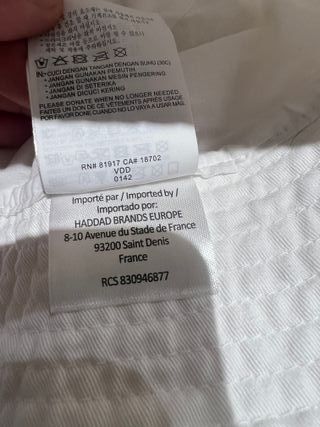 IN: CUCI DENGAN TANGAN DENGAN SUHU (30C)
• JANGAN GUNAKAN PEMUTIH
• JANGAN GUNAKAN MESIN PENGERING
• JANGAN DI SETERIKA
• JANGAN DICUCI KERING
PLEASE DONATE WHEN NO LONGER NEEDED.
FAITES UN DON DE CE VÊTEMENTS APRÈS USAGE
POR FAVOR DONE CUANDO NO LO VAYA A USAR MÁS.
RN# 81917 CA# 18702
VDD
0142
Importé par / Imported by /
Importado por:
HADDAD BRANDS EUROPE
8-10 Avenue du Stade de France
93200 Saint Denis
France
RCS 830946877